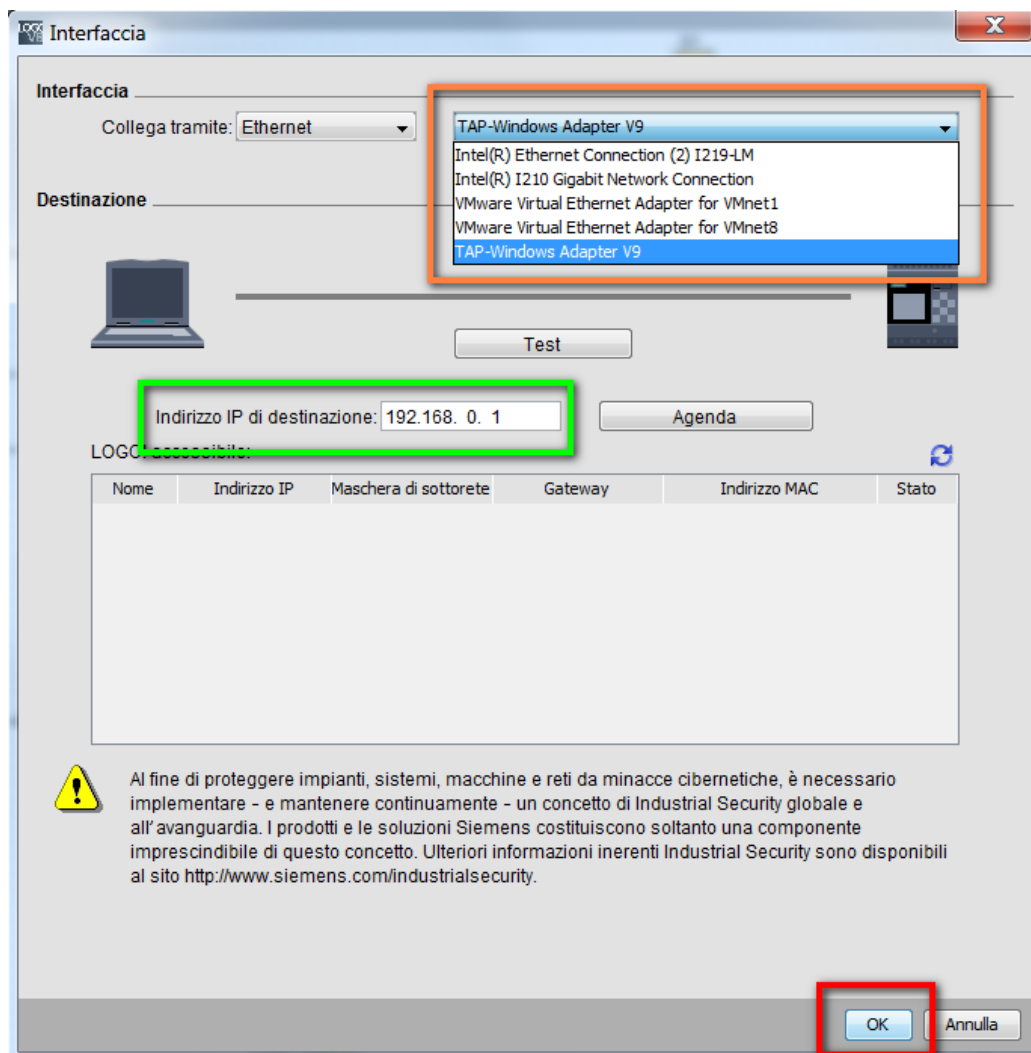 Interfaccia
Interfaccia
Collega tramite: Ethernet
TAP-Windows Adapter V9
Intel(R) Ethernet Connection (2) I219-LM
Intel(R) I210 Gigabit Network Connection
VMware Virtual Ethernet Adapter for VMnet1
VMware Virtual Ethernet Adapter for VMnet8
TAP-Windows Adapter V9
Destinazione
Test
Indirizzo IP di destinazione: 192.168. 0. 1
Agenda
LOGO! accessibile:
Nome Indirizzo IP Maschera di sottorete Gateway Indirizzo MAC Stato
Al fine di proteggere impianti, sistemi, macchine e reti da minacce cibernetiche, è necessario
implementare - e mantenere continuamente - un concetto di Industrial Security globale e
all'avanguardia. I prodotti e le soluzioni Siemens costituiscono soltanto una componente
imprescindibile di questo concetto. Ulteriori informazioni inerenti Industrial Security sono disponibili
al sito http://www.siemens.com/industrialsecurity.
OK Annulla